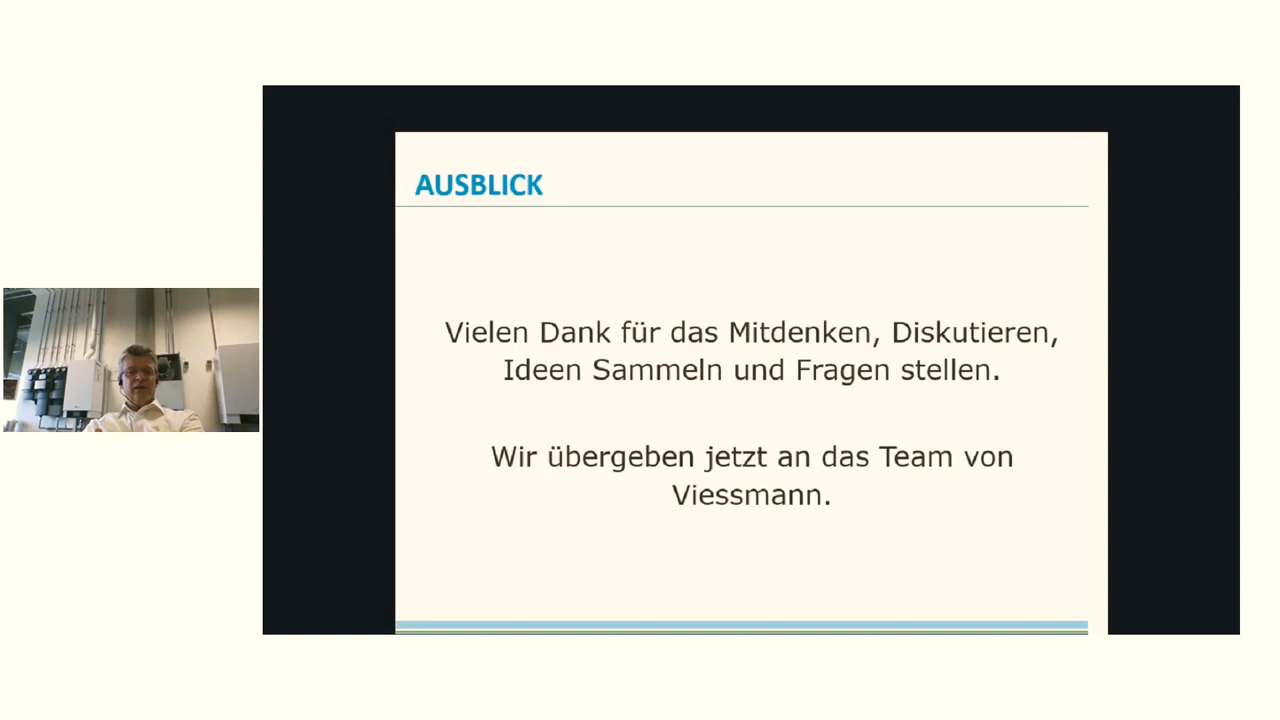 AUSBLICK
Vielen Dank für das Mitdenken, Diskutieren,
Ideen Sammeln und Fragen stellen.
Wir übergeben jetzt an das Team von
Viessmann.